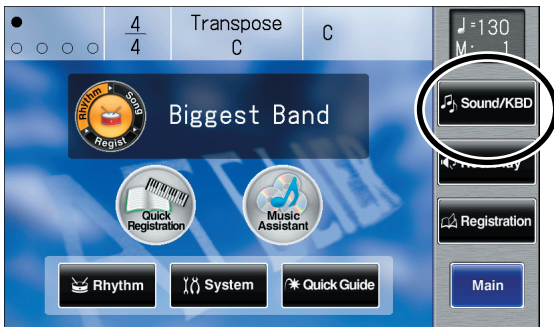 4
4
Transpose
C
C
♩=130
M: 1
Rhythm
Song
Regist
Biggest Band
Sound/KBD
Quick
Registration
Music
Assistant
Registration
Rhythm
System
Quick Guide
Main